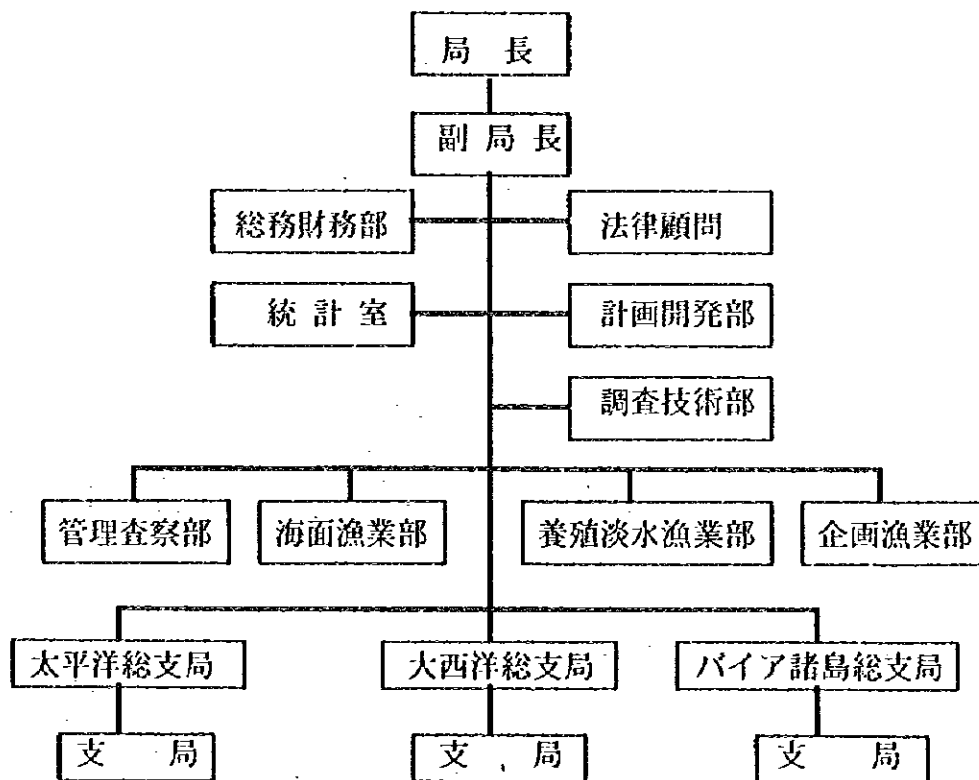 局 長
副 局 長
総務財務部 法律顧問
統 計 室 計画開発部
調査技術部
管理査察部 海面漁業部 養殖淡水漁業部 企画漁業部
太平洋総支局 大西洋総支局 バイア諸島総支局
支 局 支 局 支 局